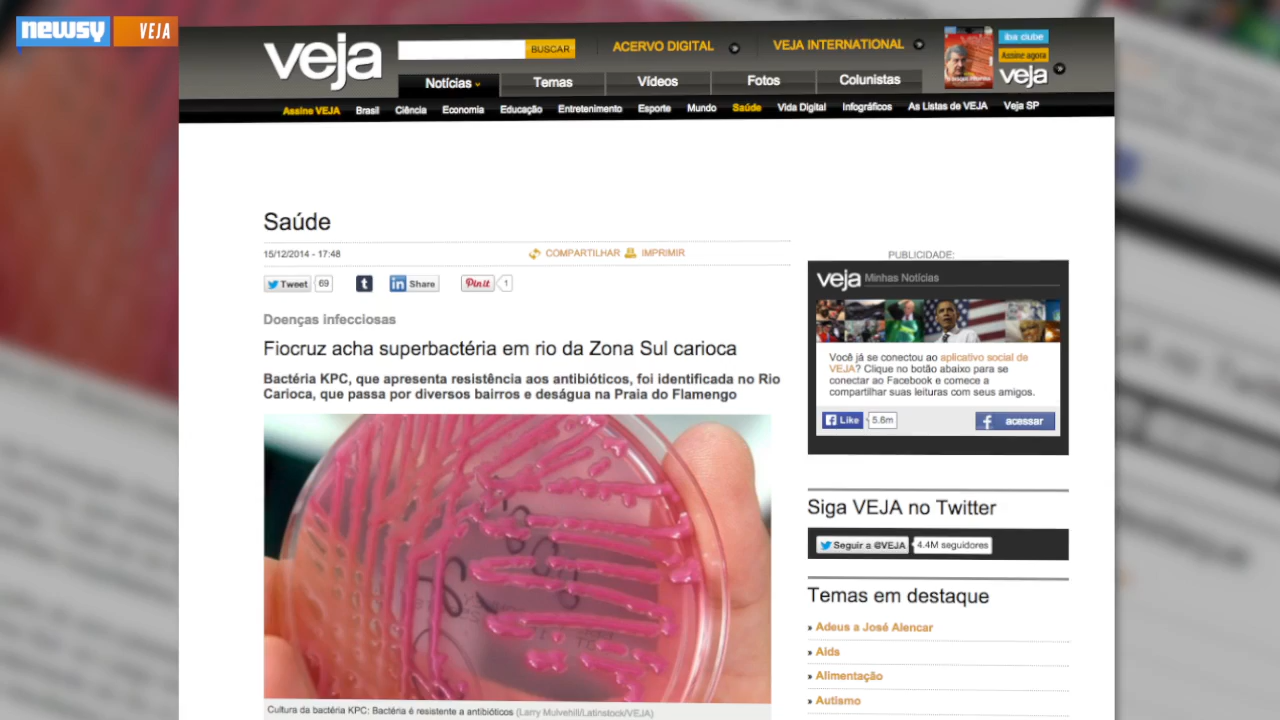 newsy VEJA
veja
BUSCAR
ACERVO DIGITAL
VEJA INTERNATIONAL
iba clube
Assine agora
veja
Notícias
Temas
Vídeos
Fotos
Colunistas
Assine VEJA Brasil Ciência Economia Educação Entretenimento Esporte Mundo Saúde Vida Digital Infográficos As Listas de VEJA Veja SP
Saúde
15/12/2014 - 17:48
COMPARTILHAR IMPRIMIR
Tweet 69
t
in Share
Pin it 1
Doenças infecciosas
Fiocruz acha superbactéria em rio da Zona Sul carioca
Bactéria KPC, que apresenta resistência aos antibióticos, foi identificada no Rio
Carioca, que passa por diversos bairros e deságua na Praia do Flamengo
Cultura da bactéria KPC: Bactéria é resistente a antibióticos (Larry Mulvehill/Latinstock/VEJA)
PUBLICIDADE:
veja Minhas Notícias
Você já se conectou ao aplicativo social de
VEJA? Clique no botão abaixo para se
conectar ao Facebook e comece a
compartilhar suas leituras com seus amigos.
f Like 5.6m
f acessar
Siga VEJA no Twitter
Seguir a @VEJA 4.4M seguidores
Temas em destaque
» Adeus a José Alencar
» Aids
» Alimentação
» Autismo